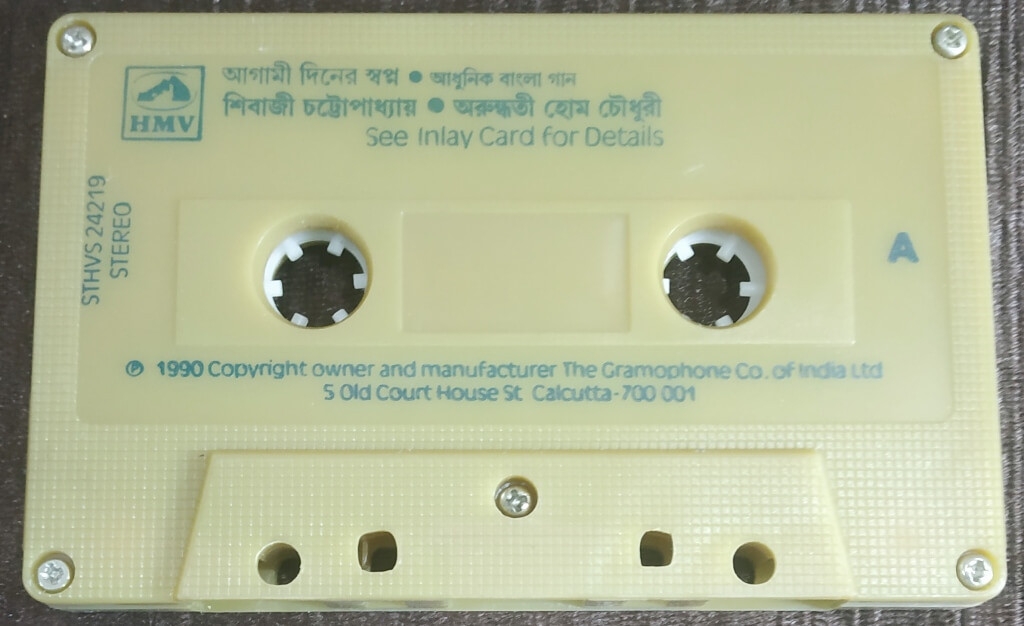 আগামী দিনের স্বপ্ন ● আধুনিক বাংলা গান
শিবাজী চট্টোপাধ্যায় ● অরুন্ধতী হোম চৌধুরী
See Inlay Card for Details
HMV
STHVS 24219
STEREO
A
℗ 1990 Copyright owner and manufacturer The Gramophone Co. of India Ltd
5 Old Court House St Calcutta-700 001